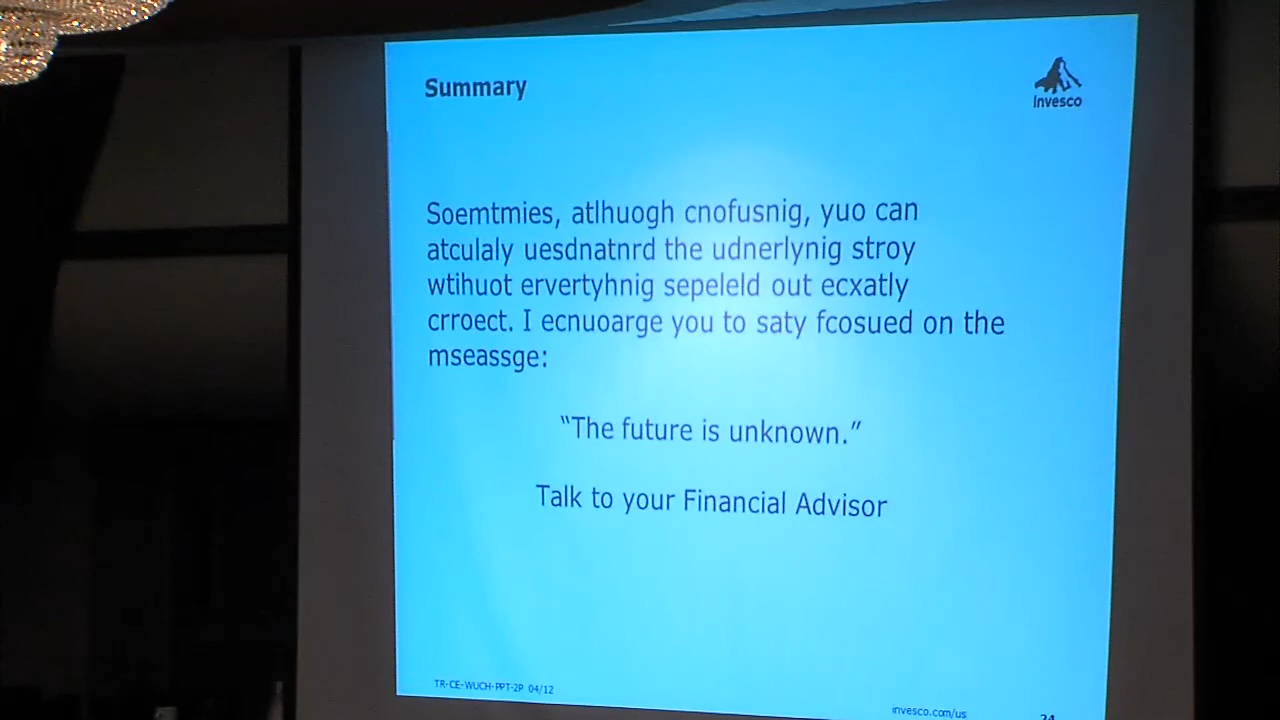 Summary
Invesco
Soemtmies, atlhuogh cnofusnig, yuo can
atculaly uesdnatnrd the udnerlynig stroy
wtihuot ervertyhnig sepeleld out ecxatly
crroect. I ecnuoarge you to saty fcosued on the
mseassge:
“The future is unknown.”
Talk to your Financial Advisor
TR-CE-WUCH-PPT-2P 04/12
invesco.com/us
24